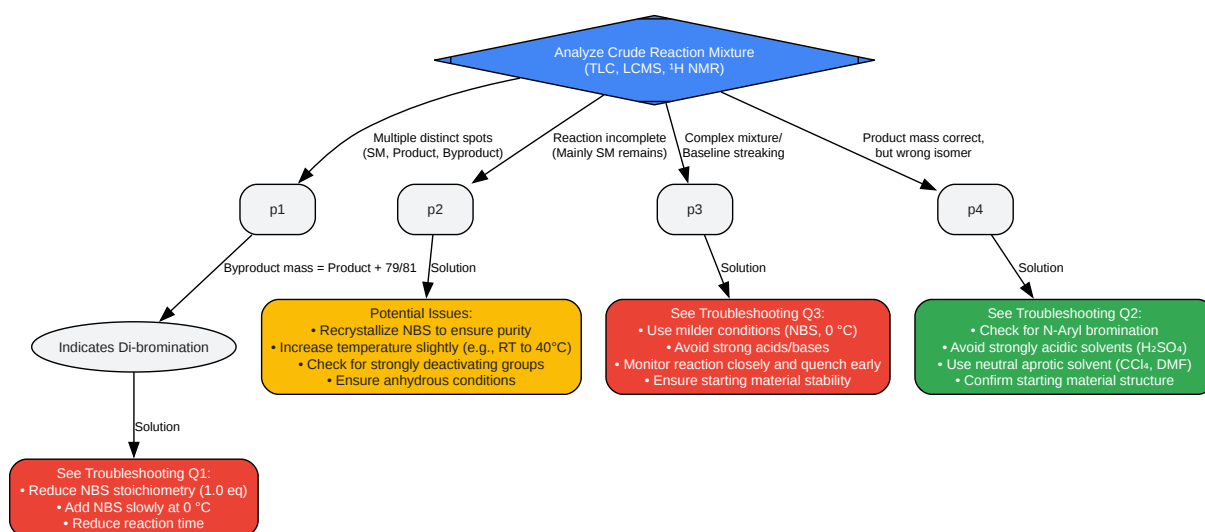 Analyze Crude Reaction Mixture
(TLC, LCMS, ¹H NMR)
Multiple distinct spots
(SM, Product, Byproduct)
Reaction incomplete
(Mainly SM remains)
Complex mixture/
Baseline streaking
Product mass correct,
but wrong isomer
p1
p2
p3
p4
Byproduct mass = Product + 79/81
Solution
Solution
Solution
Indicates Di-bromination
Potential Issues:
• Recrystallize NBS to ensure purity
• Increase temperature slightly (e.g., RT to 40°C)
• Check for strongly deactivating groups
• Ensure anhydrous conditions
See Troubleshooting Q3:
• Use milder conditions (NBS, 0 °C)
• Avoid strong acids/bases
• Monitor reaction closely and quench early
• Ensure starting material stability
See Troubleshooting Q2:
• Check for N-Aryl bromination
• Avoid strongly acidic solvents (H₂SO₄)
• Use neutral aprotic solvent (CCl₄, DMF)
• Confirm starting material structure
Solution
See Troubleshooting Q1:
• Reduce NBS stoichiometry (1.0 eq)
• Add NBS slowly at 0 °C
• Reduce reaction time